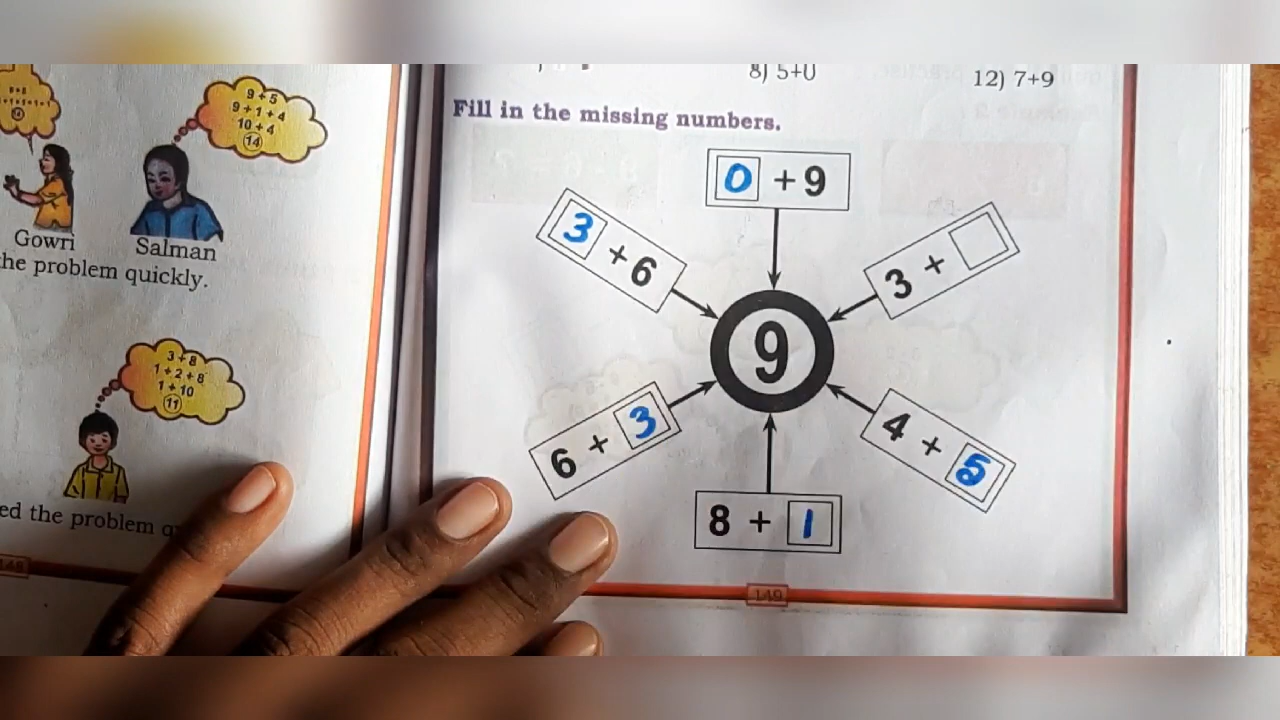 9+5
9+1+4
10+4
14
Gowri
Salman
he problem quickly.
3+8
1+2+8
1+10
11
ed the problem q
148
8) 5+0
12) 7+9
Fill in the missing numbers.
0 + 9
3 + 6
3 +
9
6 + 3
4 + 5
8 + 1
149